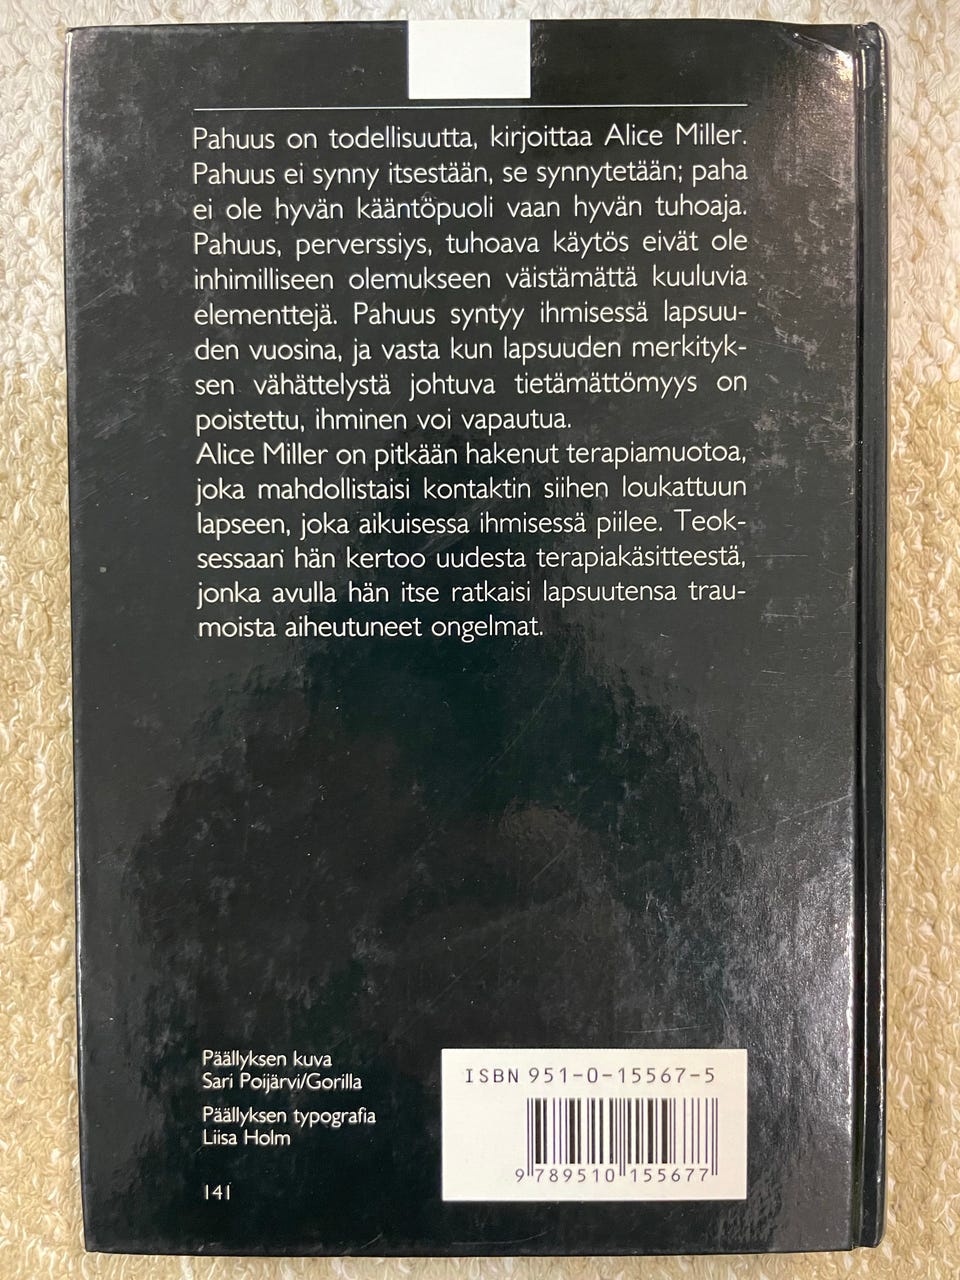 Pahuus on todellisuutta, kirjoittaa Alice Miller.
Pahuus ei synny itsestään, se synnytetään; paha
ei ole hyvän kääntöpuoli vaan hyvän tuhoaja.
Pahuus, perverssiys, tuhoava käytös eivät ole
inhimilliseen olemukseen väistämättä kuuluvia
elementtejä. Pahuus syntyy ihmisessä lapsuu-
den vuosina, ja vasta kun lapsuuden merkityk-
sen vähättelystä johtuva tietämättömyys on
poistettu, ihminen voi vapautua.
Alice Miller on pitkään hakenut terapiamuotoa,
joka mahdollistaisi kontaktin siihen loukattuun
lapseen, joka aikuisessa ihmisessä piilee. Teok-
sessaan hän kertoo uudesta terapiakäsitteestä,
jonka avulla hän itse ratkaisi lapsuutensa trau-
moista aiheutuneet ongelmat.
Päällyksen kuva
Sari Poijärvi/Gorilla
Päällyksen typografia
Liisa Holm
141
ISBN 951-0-15567-5
9 789510 155677